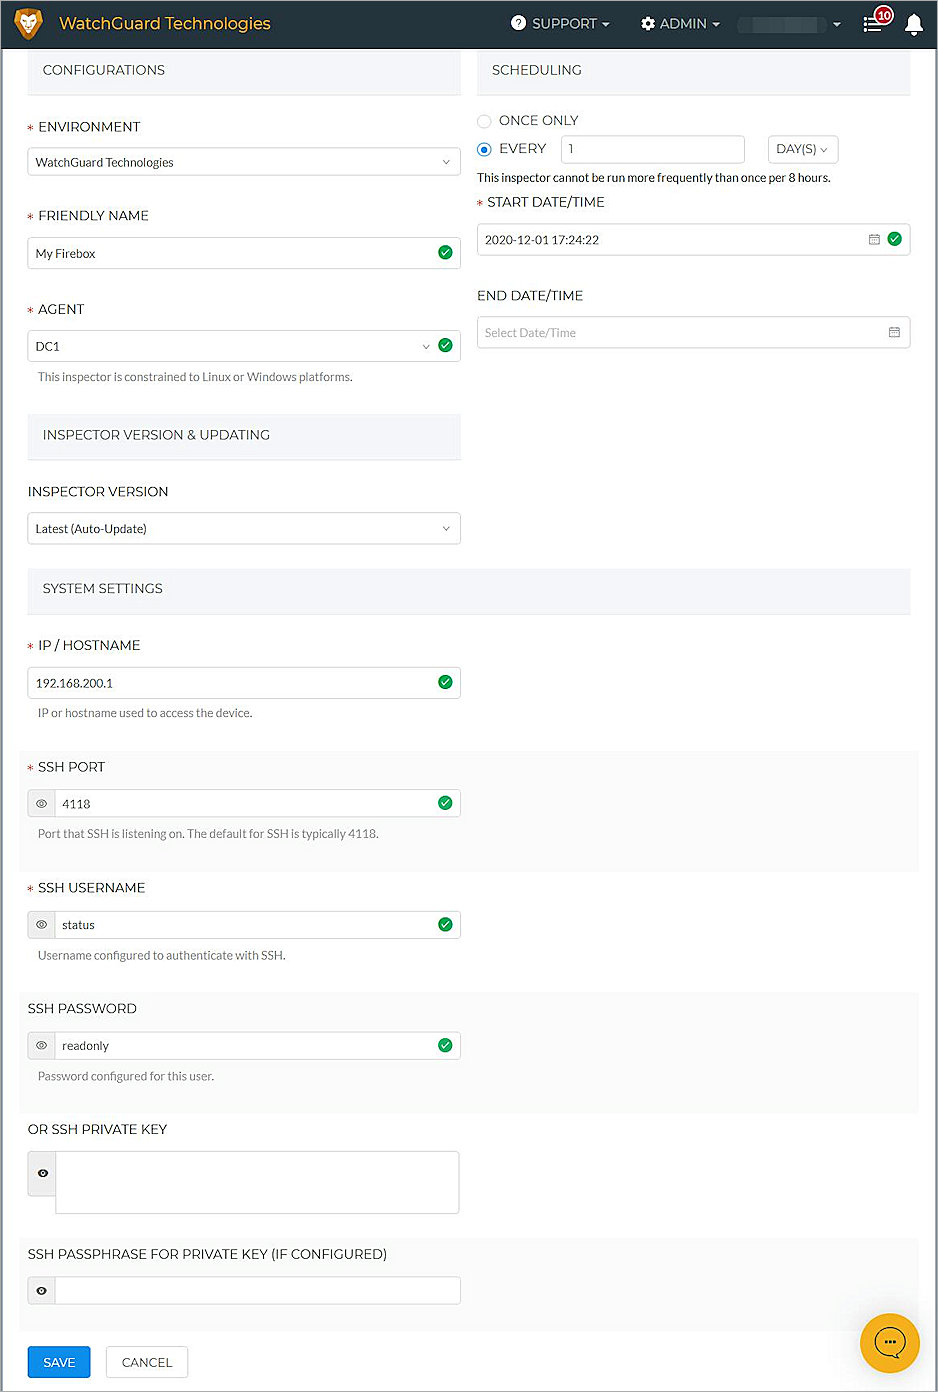 WatchGuard Technologies
SUPPORT
ADMIN
10
CONFIGURATIONS
* ENVIRONMENT
WatchGuard Technologies
* FRIENDLY NAME
My Firebox
* AGENT
DC1
This inspector is constrained to Linux or Windows platforms.
SCHEDULING
ONCE ONLY
EVERY 1 DAY(S)
This inspector cannot be run more frequently than once per 8 hours.
* START DATE/TIME
2020-12-01 17:24:22
END DATE/TIME
Select Date/Time
INSPECTOR VERSION & UPDATING
INSPECTOR VERSION
Latest (Auto-Update)
SYSTEM SETTINGS
* IP / HOSTNAME
192.168.200.1
IP or hostname used to access the device.
* SSH PORT
4118
Port that SSH is listening on. The default for SSH is typically 4118.
* SSH USERNAME
status
Username configured to authenticate with SSH.
SSH PASSWORD
readonly
Password configured for this user.
OR SSH PRIVATE KEY
SSH PASSPHRASE FOR PRIVATE KEY (IF CONFIGURED)
SAVE
CANCEL